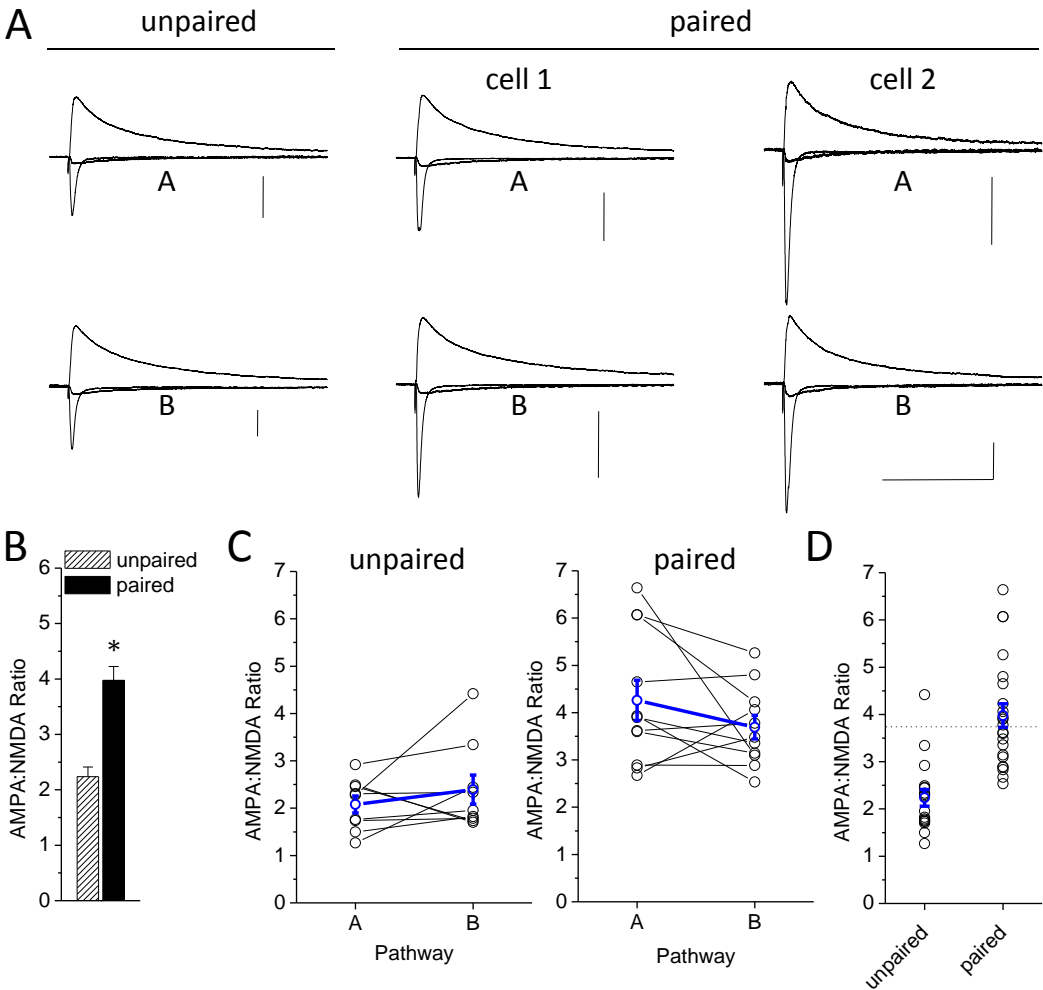 A
unpaired
paired
cell 1
cell 2
A
A
A
B
B
B
B
unpaired
paired
*
AMPA:NMDA Ratio
6
5
4
3
2
1
0
C
unpaired
AMPA:NMDA Ratio
7
6
5
4
3
2
1
0
A
B
Pathway
paired
AMPA:NMDA Ratio
7
6
5
4
3
2
1
0
A
B
Pathway
D
AMPA:NMDA Ratio
7
6
5
4
3
2
1
0
unpaired
paired